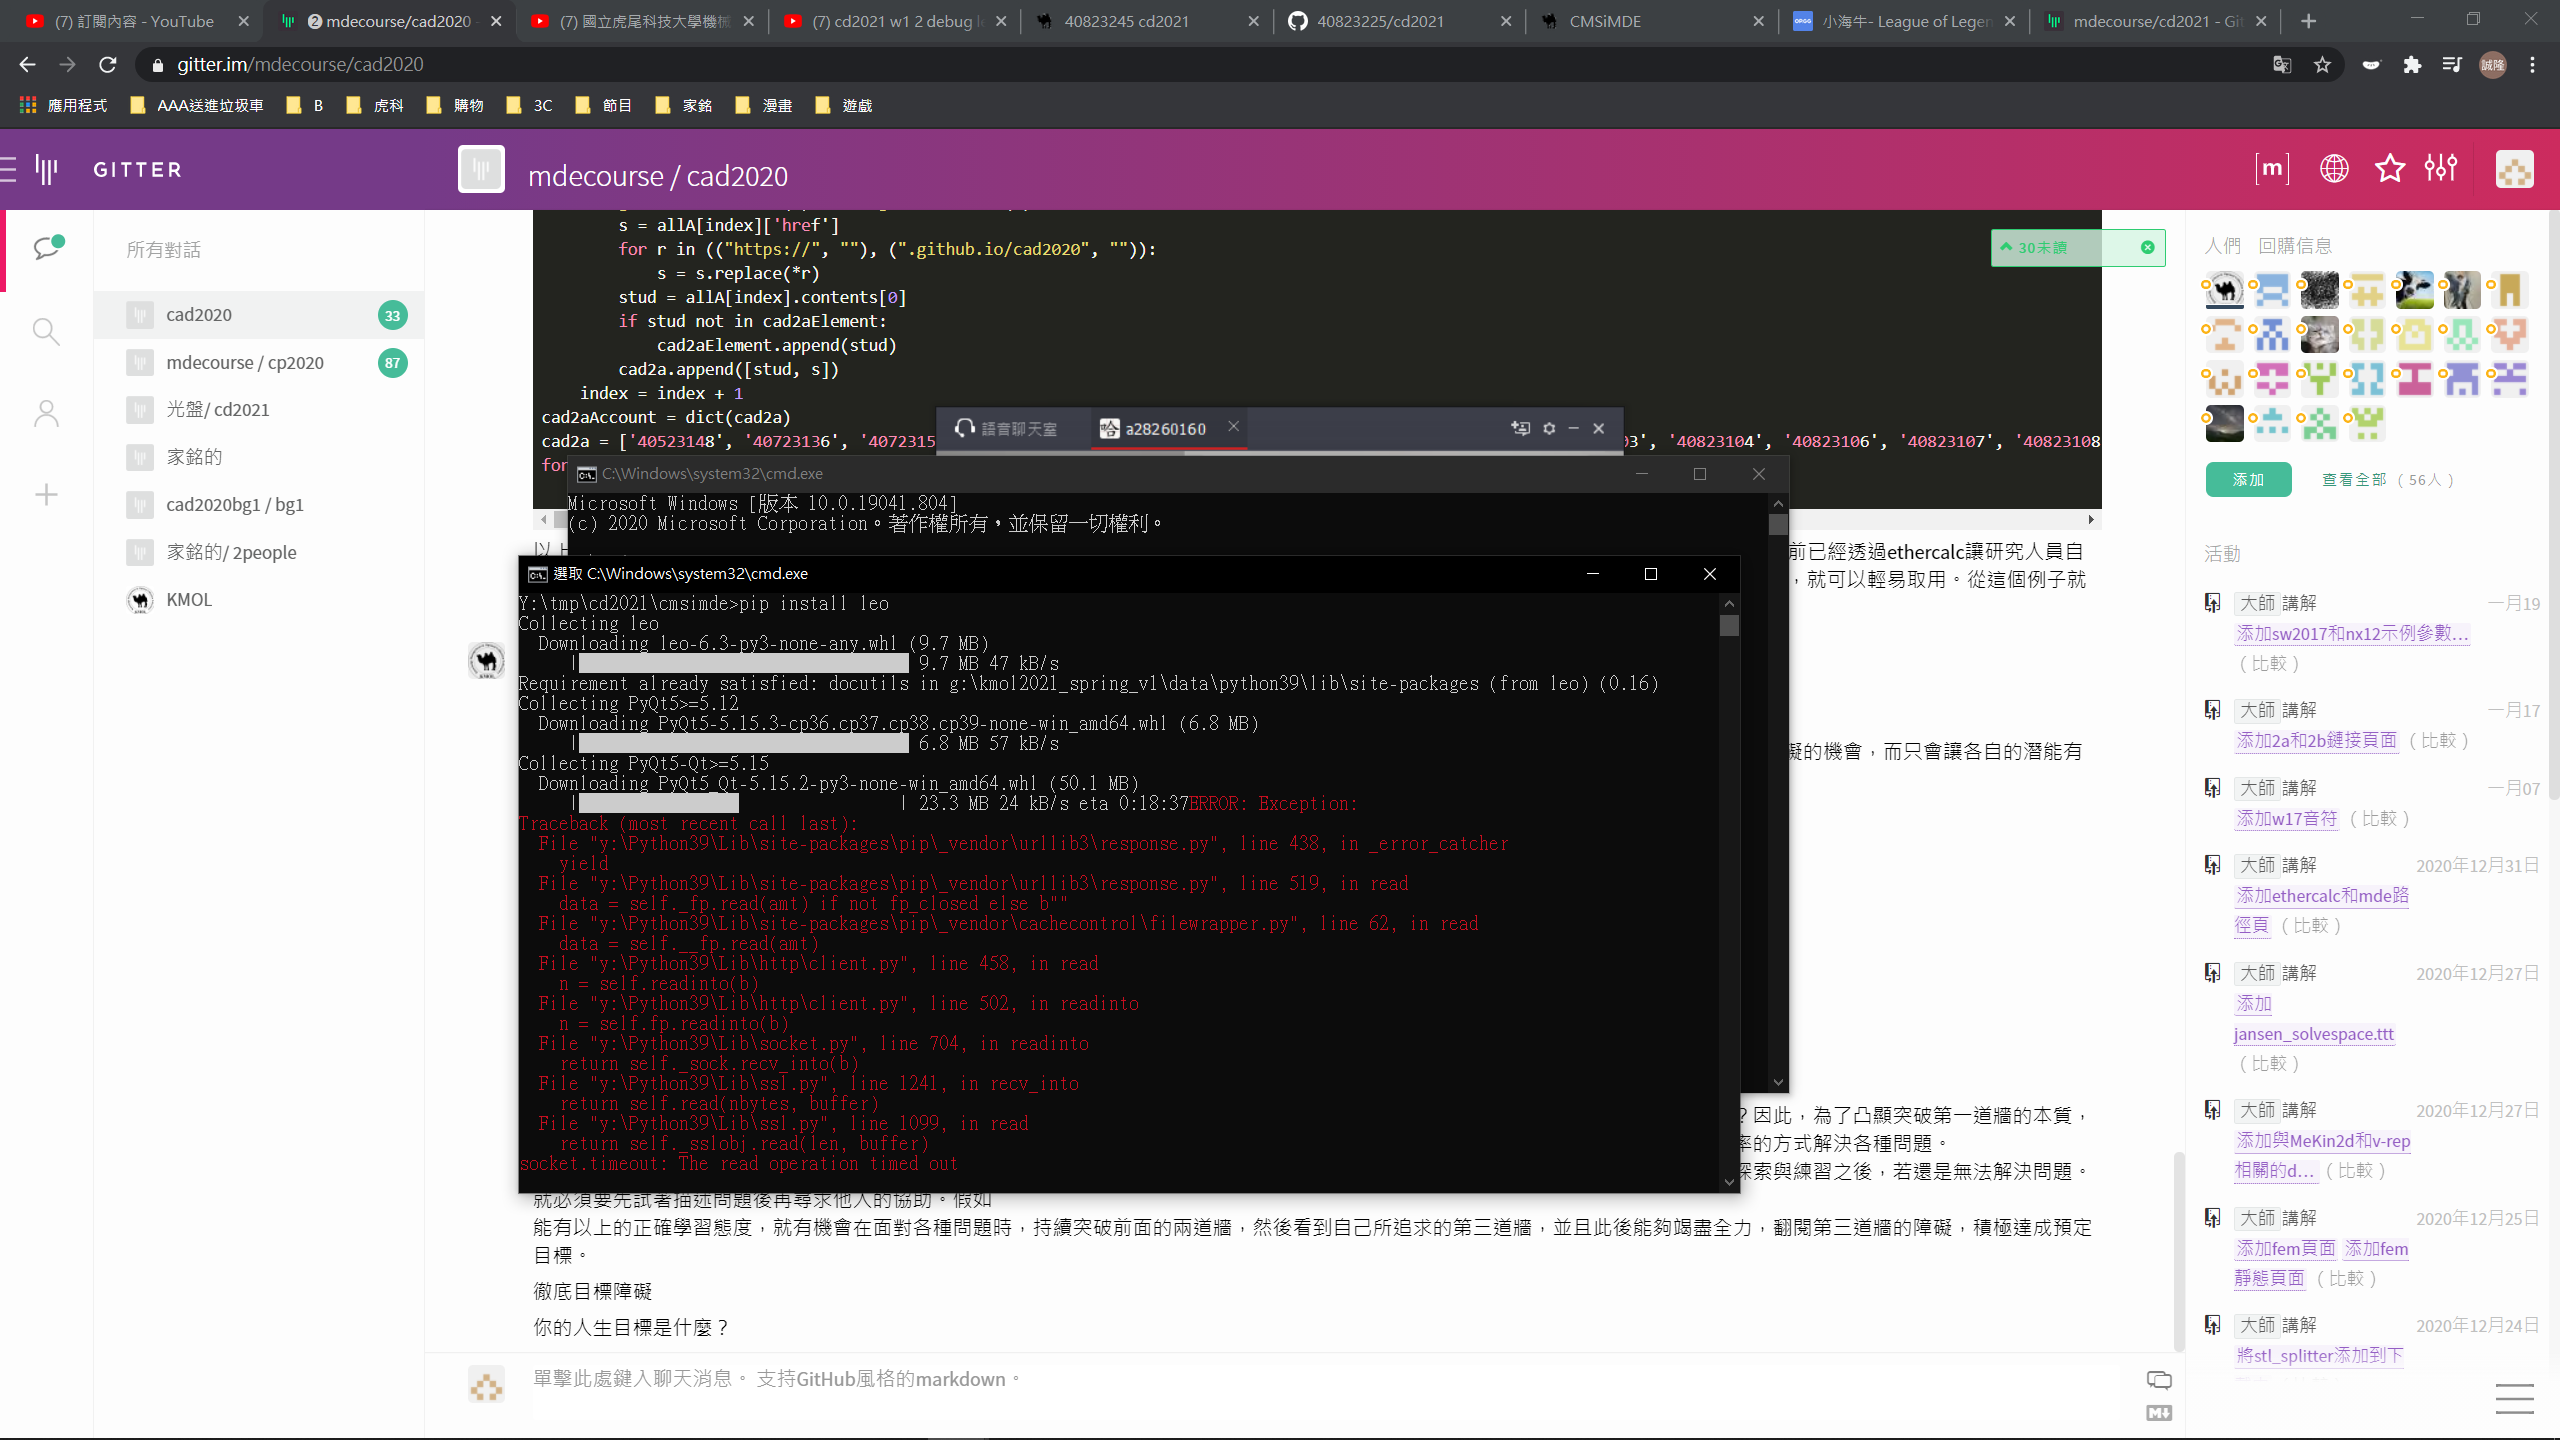 (7) 訂閱內容 - YouTube
(2) mdecourse/cad2020 -
(7) 國立虎尾科技大學機械
(7) cd2021 w1 2 debug le
40823245 cd2021
40823225/cd2021
CMSiMDE
小海牛- League of Legen
mdecourse/cd2021 - Git
gitter.im/mdecourse/cad2020
誠隆
應用程式
AAA送進垃圾車
B
虎科
購物
3C
節目
家銘
漫畫
遊戲
GITTER
mdecourse / cad2020
[m]
所有對話
cad2020
33
mdecourse / cp2020
87
光盤/ cd2021
家銘的
cad2020bg1 / bg1
家銘的/ 2people
KMOL
s = allA[index]['href']
for r in (("https://", ""), (".github.io/cad2020", "")):
s = s.replace(*r)
stud = allA[index].contents[0]
if stud not in cad2aElement:
cad2aElement.append(stud)
cad2a.append([stud, s])
index = index + 1
cad2aAccount = dict(cad2a)
cad2a = ['40523148', '40723136', '4072315
03', '40823104', '40823106', '40823107', '40823108
for
30未讀
語音聊天室
哈 a28260160
C:\Windows\system32\cmd.exe
Microsoft Windows [版本 10.0.19041.804]
(c) 2020 Microsoft Corporation。著作權所有，並保留一切權利。
前已經透過ethercalc讓研究人員自
，就可以輕易取用。從這個例子就
選取 C:\Windows\system32\cmd.exe
Y:\tmp\cd2021\cmsimde>pip install leo
Collecting leo
Downloading leo-6.3-py3-none-any.whl (9.7 MB)
| 9.7 MB 47 kB/s
Requirement already satisfied: docutils in g:\kmol2021_spring_v1\data\python39\lib\site-packages (from leo) (0.16)
Collecting PyQt5>=5.12
Downloading PyQt5-5.15.3-cp36.cp37.cp38.cp39-none-win_amd64.whl (6.8 MB)
| 6.8 MB 57 kB/s
Collecting PyQt5-Qt>=5.15
Downloading PyQt5_Qt-5.15.2-py3-none-win_amd64.whl (50.1 MB)
| | 23.3 MB 24 kB/s eta 0:18:37ERROR: Exception:
Traceback (most recent call last):
File "y:\Python39\Lib\site-packages\pip\_vendor\urllib3\response.py", line 438, in _error_catcher
yield
File "y:\Python39\Lib\site-packages\pip\_vendor\urllib3\response.py", line 519, in read
data = self._fp.read(amt) if not fp_closed else b""
File "y:\Python39\Lib\site-packages\pip\_vendor\cachecontrol\filewrapper.py", line 62, in read
data = self.__fp.read(amt)
File "y:\Python39\Lib\http\client.py", line 458, in read
n = self.readinto(b)
File "y:\Python39\Lib\http\client.py", line 502, in readinto
n = self.fp.readinto(b)
File "y:\Python39\Lib\socket.py", line 704, in readinto
return self._sock.recv_into(b)
File "y:\Python39\Lib\ssl.py", line 1241, in recv_into
return self.read(nbytes, buffer)
File "y:\Python39\Lib\ssl.py", line 1099, in read
return self._sslobj.read(len, buffer)
socket.timeout: The read operation timed out
礙的機會，而只會讓各自的潛能有
？因此，為了凸顯突破第一道牆的本質，
率的方式解決各種問題。
探索與練習之後，若還是無法解決問題。
就必須要先試著描述問題後再尋求他人的協助。假如
能有以上的正確學習態度，就有機會在面對各種問題時，持續突破前面的兩道牆，然後看到自己所追求的第三道牆，並且此後能夠竭盡全力，翻閱第三道牆的障礙，積極達成預定
目標。
徹底目標障礙
你的人生目標是什麼？
單擊此處鍵入聊天消息。 支持GitHub風格的markdown。
人們
回購信息
添加
查看全部（56人）
活動
大師 講解
一月19
添加sw2017和nx12示例參數…
（比較）
大師 講解
一月17
添加2a和2b鏈接頁面（比較）
大師 講解
一月07
添加w17音符（比較）
大師 講解
2020年12月31日
添加ethercalc和mde路
徑頁（比較）
大師 講解
2020年12月27日
添加
jansen_solvespace.ttt
（比較）
大師 講解
2020年12月27日
添加與MeKin2d和v-rep
相關的d…（比較）
大師 講解
2020年12月25日
添加fem頁面 添加fem
靜態頁面（比較）
大師 講解
2020年12月24日
將stl_splitter添加到下